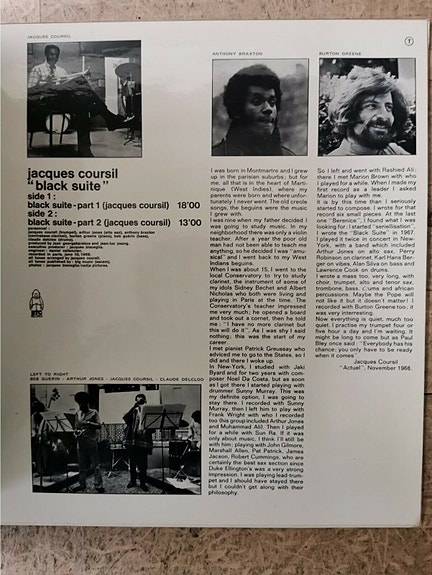 JACQUES COURSIL
jacques coursil
"black suite"
side 1 :
black suite - part 1 (jacques coursil) 18'00
side 2 :
black suite - part 2 (jacques coursil) 13'00
personnel :
LEFT TO RIGHT
BEB GUERIN - ARTHUR JONES - JACQUES COURSIL - CLAUDE DELCLOO
ANTHONY BRAXTON
BURTON GREENE
I was born in Montmartre and I grew
up in the parisian suburbs; but for
me, all that is in the heart of Marti-
nique (West Indies), where my
parents were born and where unfor-
tunately I never went. The old creole
songs, the beguins were the music
I grew with.
I was nine when my father decided I
was going to study music. In my
neighborhood there was only a violin
teacher. After a year the poor old
man had not been able to teach me
anything, so he decided I was "unmu-
sical" and I went back to my West
Indians beguins.
When I was about 15, I went to the
local Conservatory to try to study
clarinet, the instrument of some of
my idols Sidney Bechet and Albert
Nicholas who both were living and
playing in Paris at the time. The
Conservatory's teacher impressed
me very much; he opened a board
and took out a cornet, then he told
me : "I have no more clarinet but
this will do it". As I was shy I said
nothing; this was the start of my
career.
I met pianist Patrick Greussay who
adviced me to go to the States, so I
did and there I woke up.
In New-York, I studied with Jaki
Byard and for two years with com-
poser Noel Da Costa, but as soon
as I got there I started playing with
drummer Sunny Murray. This was
my definite option, I was going to
stay there. I recorded with Sunny
Murray, then I left him to play with
Frank Wright with who I recorded
too (this group included Arthur Jones
and Muhammad Ali). Then I played
for a while with Sun Ra. If it was
only about music, I think I'll still be
with him; playing with John Gilmore,
Marshall Allen, Pat Patrick, James
Jacson, Robert Cummings, who are
certainly the best sax section since
Duke Ellington's was a very strong
impression. I was playing lead-trum-
pet and I should have stayed there
but I couldn't get along with their
philosophy.
So I left and went with Rashied Ali;
there I met Marion Brown with who
I played for a while. When I made my
first record as a leader I asked
Marion to play with me.
It is by this time than I seriously
started to compose. I wrote for that
record six small pieces. At the last
one "Berenice", I found what I was
looking for: I started "serielisation".
I wrote the "Black Suite" in 1967.
I played it twice in concert in New-
York, with a band which included
Arthur Jones on alto sax, Perry
Robinson on clarinet, Karl Hans Ber-
ger on vibes, Alan Silva on bass and
Lawrence Cook on drums.
I wrote a mass too, very long, with
choir, trumpet, alto and tenor sax,
trombone, bass, drums and african
percussions. Maybe the Pope will
not like it but it doesn't matter! I
recorded with Burton Greene too; it
was very interresting.
Now everything is quiet, much too
quiet. I practise my trumpet four or
five hour a day and I'm waiting. It
might be long to come but as Paul
Bley once said: "Everybody has his
chance; you only have to be ready
when it comes".
Jacques Coursil
"Actuel", November 1968.